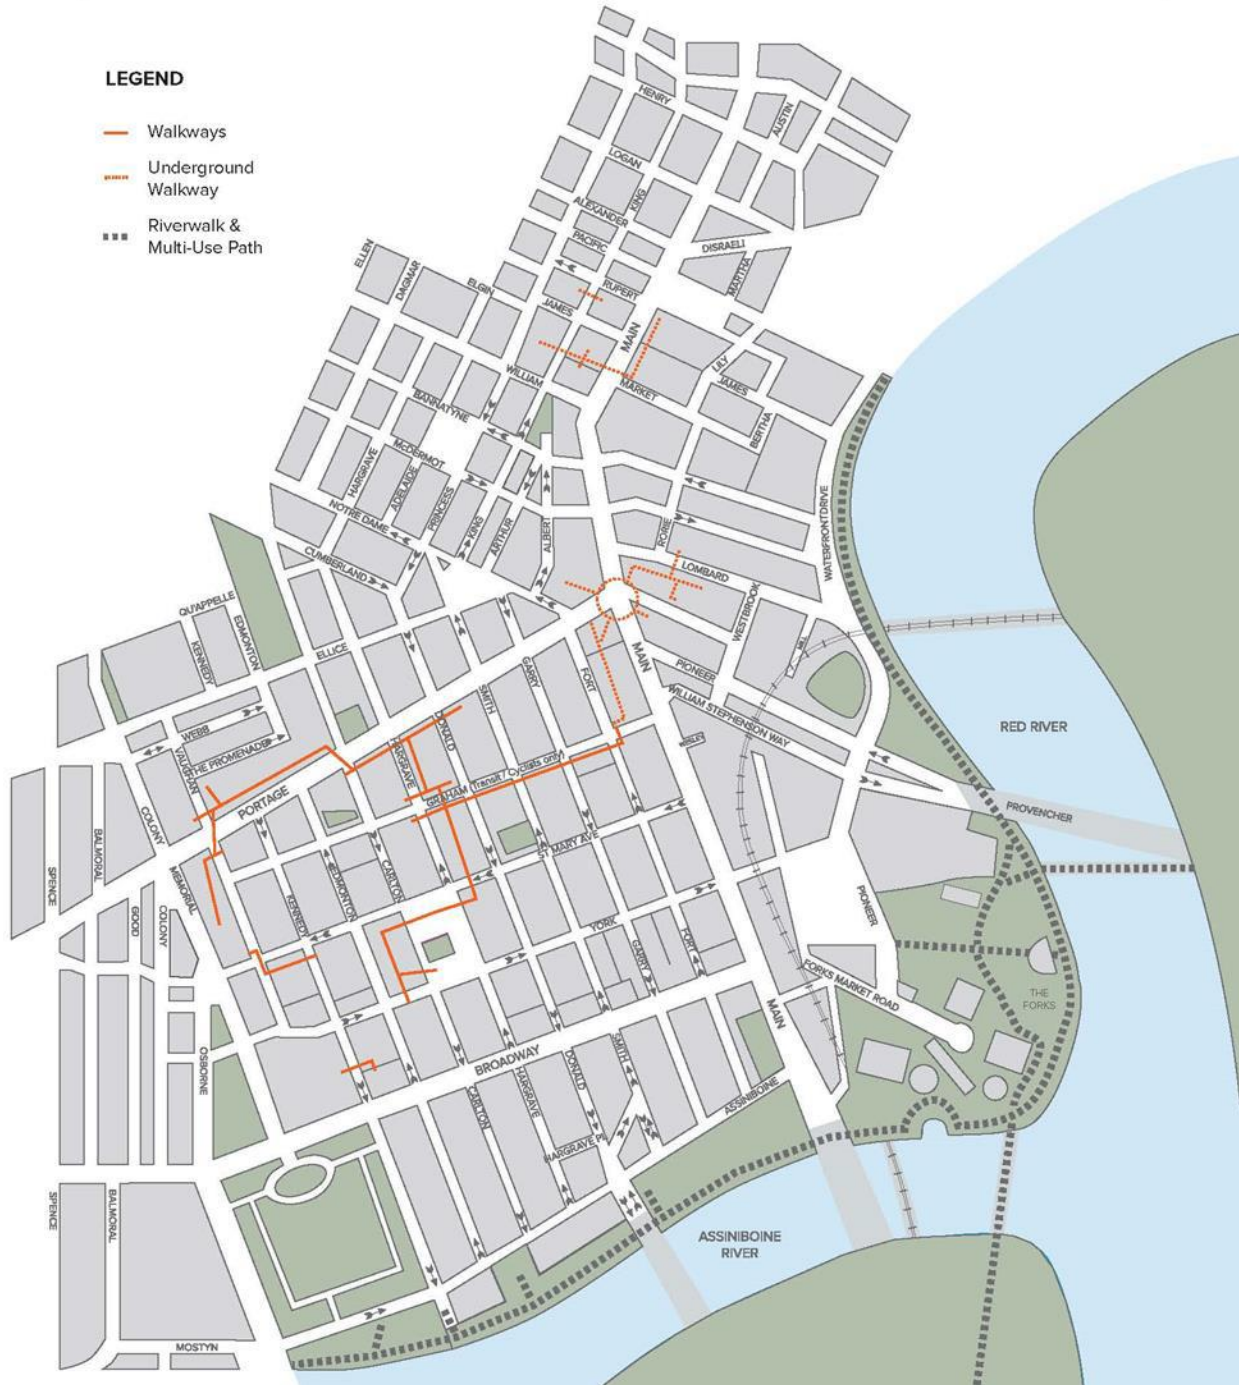 LEGEND
Walkways
Underground
Walkway
Riverwalk &
Multi-Use Path
HENRY
AUSTIN
LOGAN
KING
ALEXANDER
PACIFIC
DISRAELI
MARTHA
ELLEN
DAGMAR
ELGIN
RUPERT
JAMES
MAIN
LILY
JAMES
WILLIAM
MARKET
BERTHA
BANNATYNE
McDERMOT
HARGRAVE
ADELAIDE
PRINCESS
KING
ARTHUR
ALBERT
NOTRE DAME
CUMBERLAND
RORIE
LOMBARD
WATERFRONT DRIVE
WESTBROOK
MILL
QU'APPELLE
KENNEDY
EDMONTON
ELLICE
MAIN
PIONEER
WILLIAM STEPHENSON WAY
FORT
GARRY
SMITH
DONALD
HARGRAVE
WEBB
THE PROMENADE
VAUGHAN
PORTAGE
GRAHAM (Transit / Cyclists only)
RED RIVER
PROVENCHER
COLONY
BALMORAL
SPENCE
MEMORIAL
GOOD
COLONY
KENNEDY
EDMONTON
CARLTON
ST MARY AVE
YORK
GARRY
FORT
PIONEER
FORKS MARKET ROAD
THE
FORKS
MAIN
OSBORNE
BROADWAY
CARLTON
HARGRAVE
DONALD
SMITH
ASSINIBOINE
HARGRAVE PL
SPENCE
BALMORAL
ASSINIBOINE
RIVER
MOSTYN